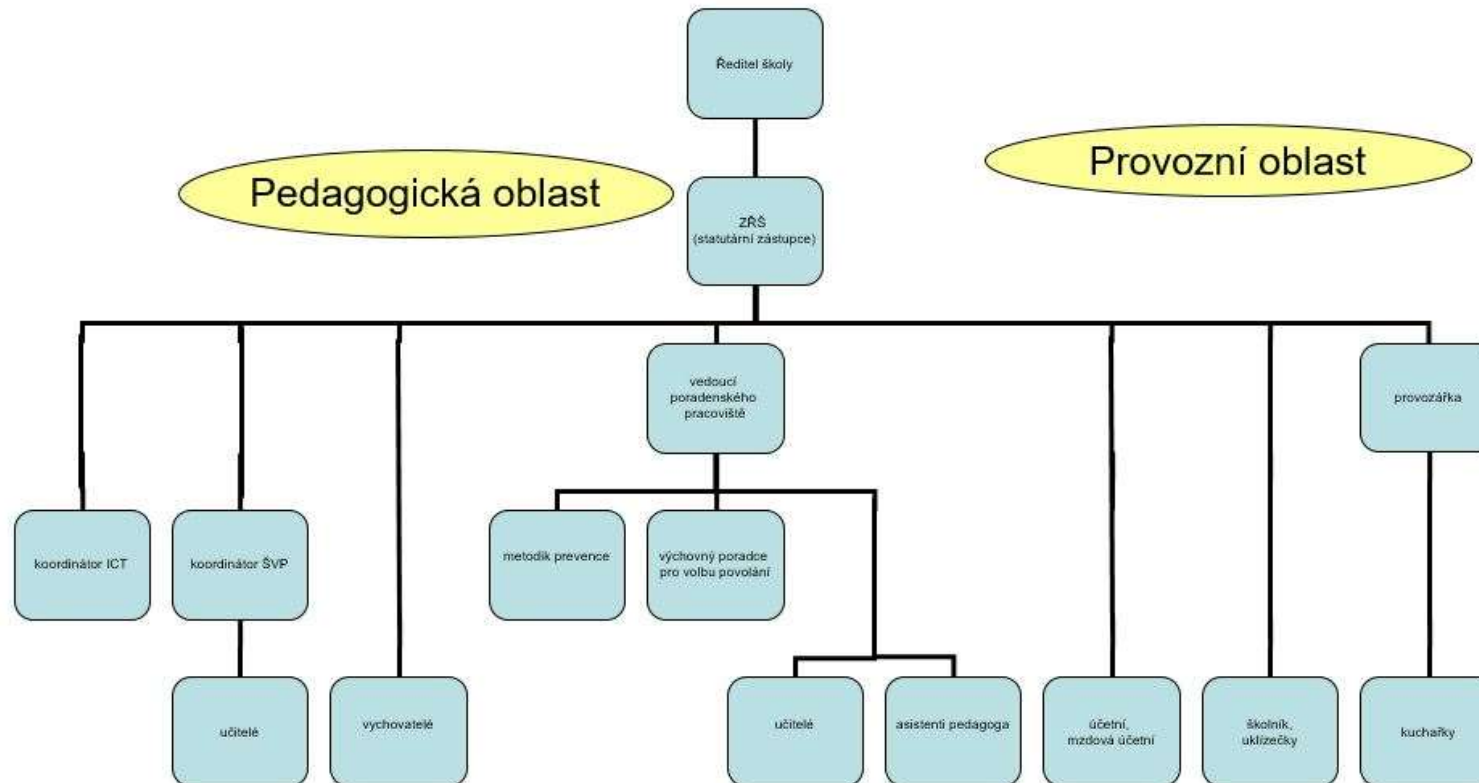 Ředitel školy
Provozní oblast
Pedagogická oblast
ZŘŠ
(statutární zástupce)
vedoucí
poradenského
pracoviště
provozářka
koordinátor ICT
koordinátor ŠVP
metodik prevence
výchovný poradce
pro volbu povolání
učitelé
vychovatelé
učitelé
asistenti pedagoga
účetní,
mzdová účetní
školník,
uklízečky
kuchařky